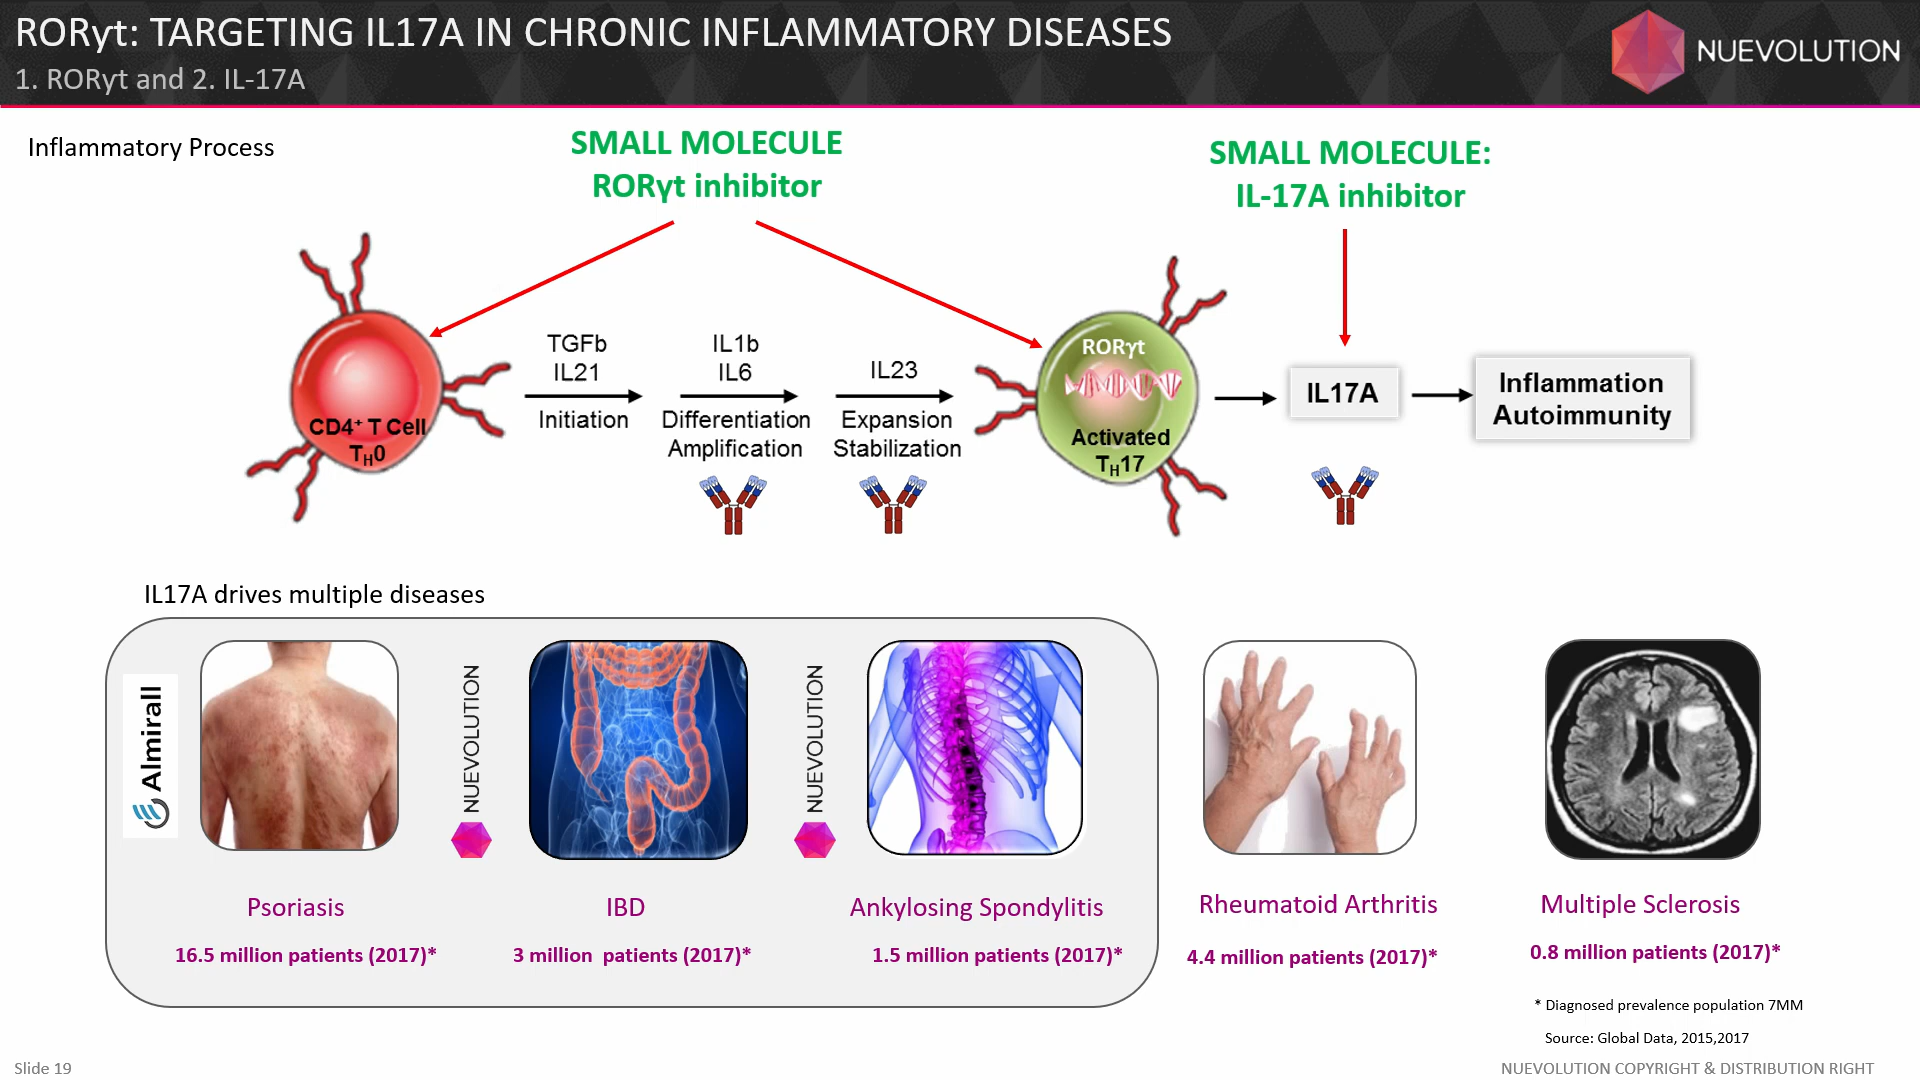 RORγt: TARGETING IL17A IN CHRONIC INFLAMMATORY DISEASES
1. RORγt and 2. IL-17A
NUEVOLUTION
Inflammatory Process
SMALL MOLECULE
RORγt inhibitor
SMALL MOLECULE:
IL-17A inhibitor
CD4+ T Cell
TH0
TGFb
IL21
Initiation
IL1b
IL6
Differentiation
Amplification
IL23
Expansion
Stabilization
RORγt
Activated
TH17
IL17A
Inflammation
Autoimmunity
IL17A drives multiple diseases
Almirall
NUEVOLUTION
NUEVOLUTION
Psoriasis
16.5 million patients (2017)*
IBD
3 million  patients (2017)*
Ankylosing Spondylitis
1.5 million patients (2017)*
Rheumatoid Arthritis
4.4 million patients (2017)*
Multiple Sclerosis
0.8 million patients (2017)*
* Diagnosed prevalence population 7MM
Source: Global Data, 2015,2017
Slide 19
NUEVOLUTION COPYRIGHT & DISTRIBUTION RIGHT